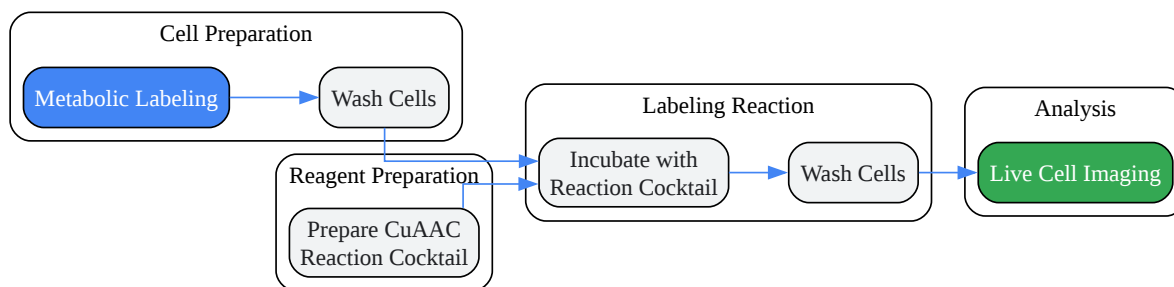 Cell Preparation
Metabolic Labeling
Wash Cells
Reagent Preparation
Prepare CuAAC
Reaction Cocktail
Labeling Reaction
Incubate with
Reaction Cocktail
Wash Cells
Analysis
Live Cell Imaging